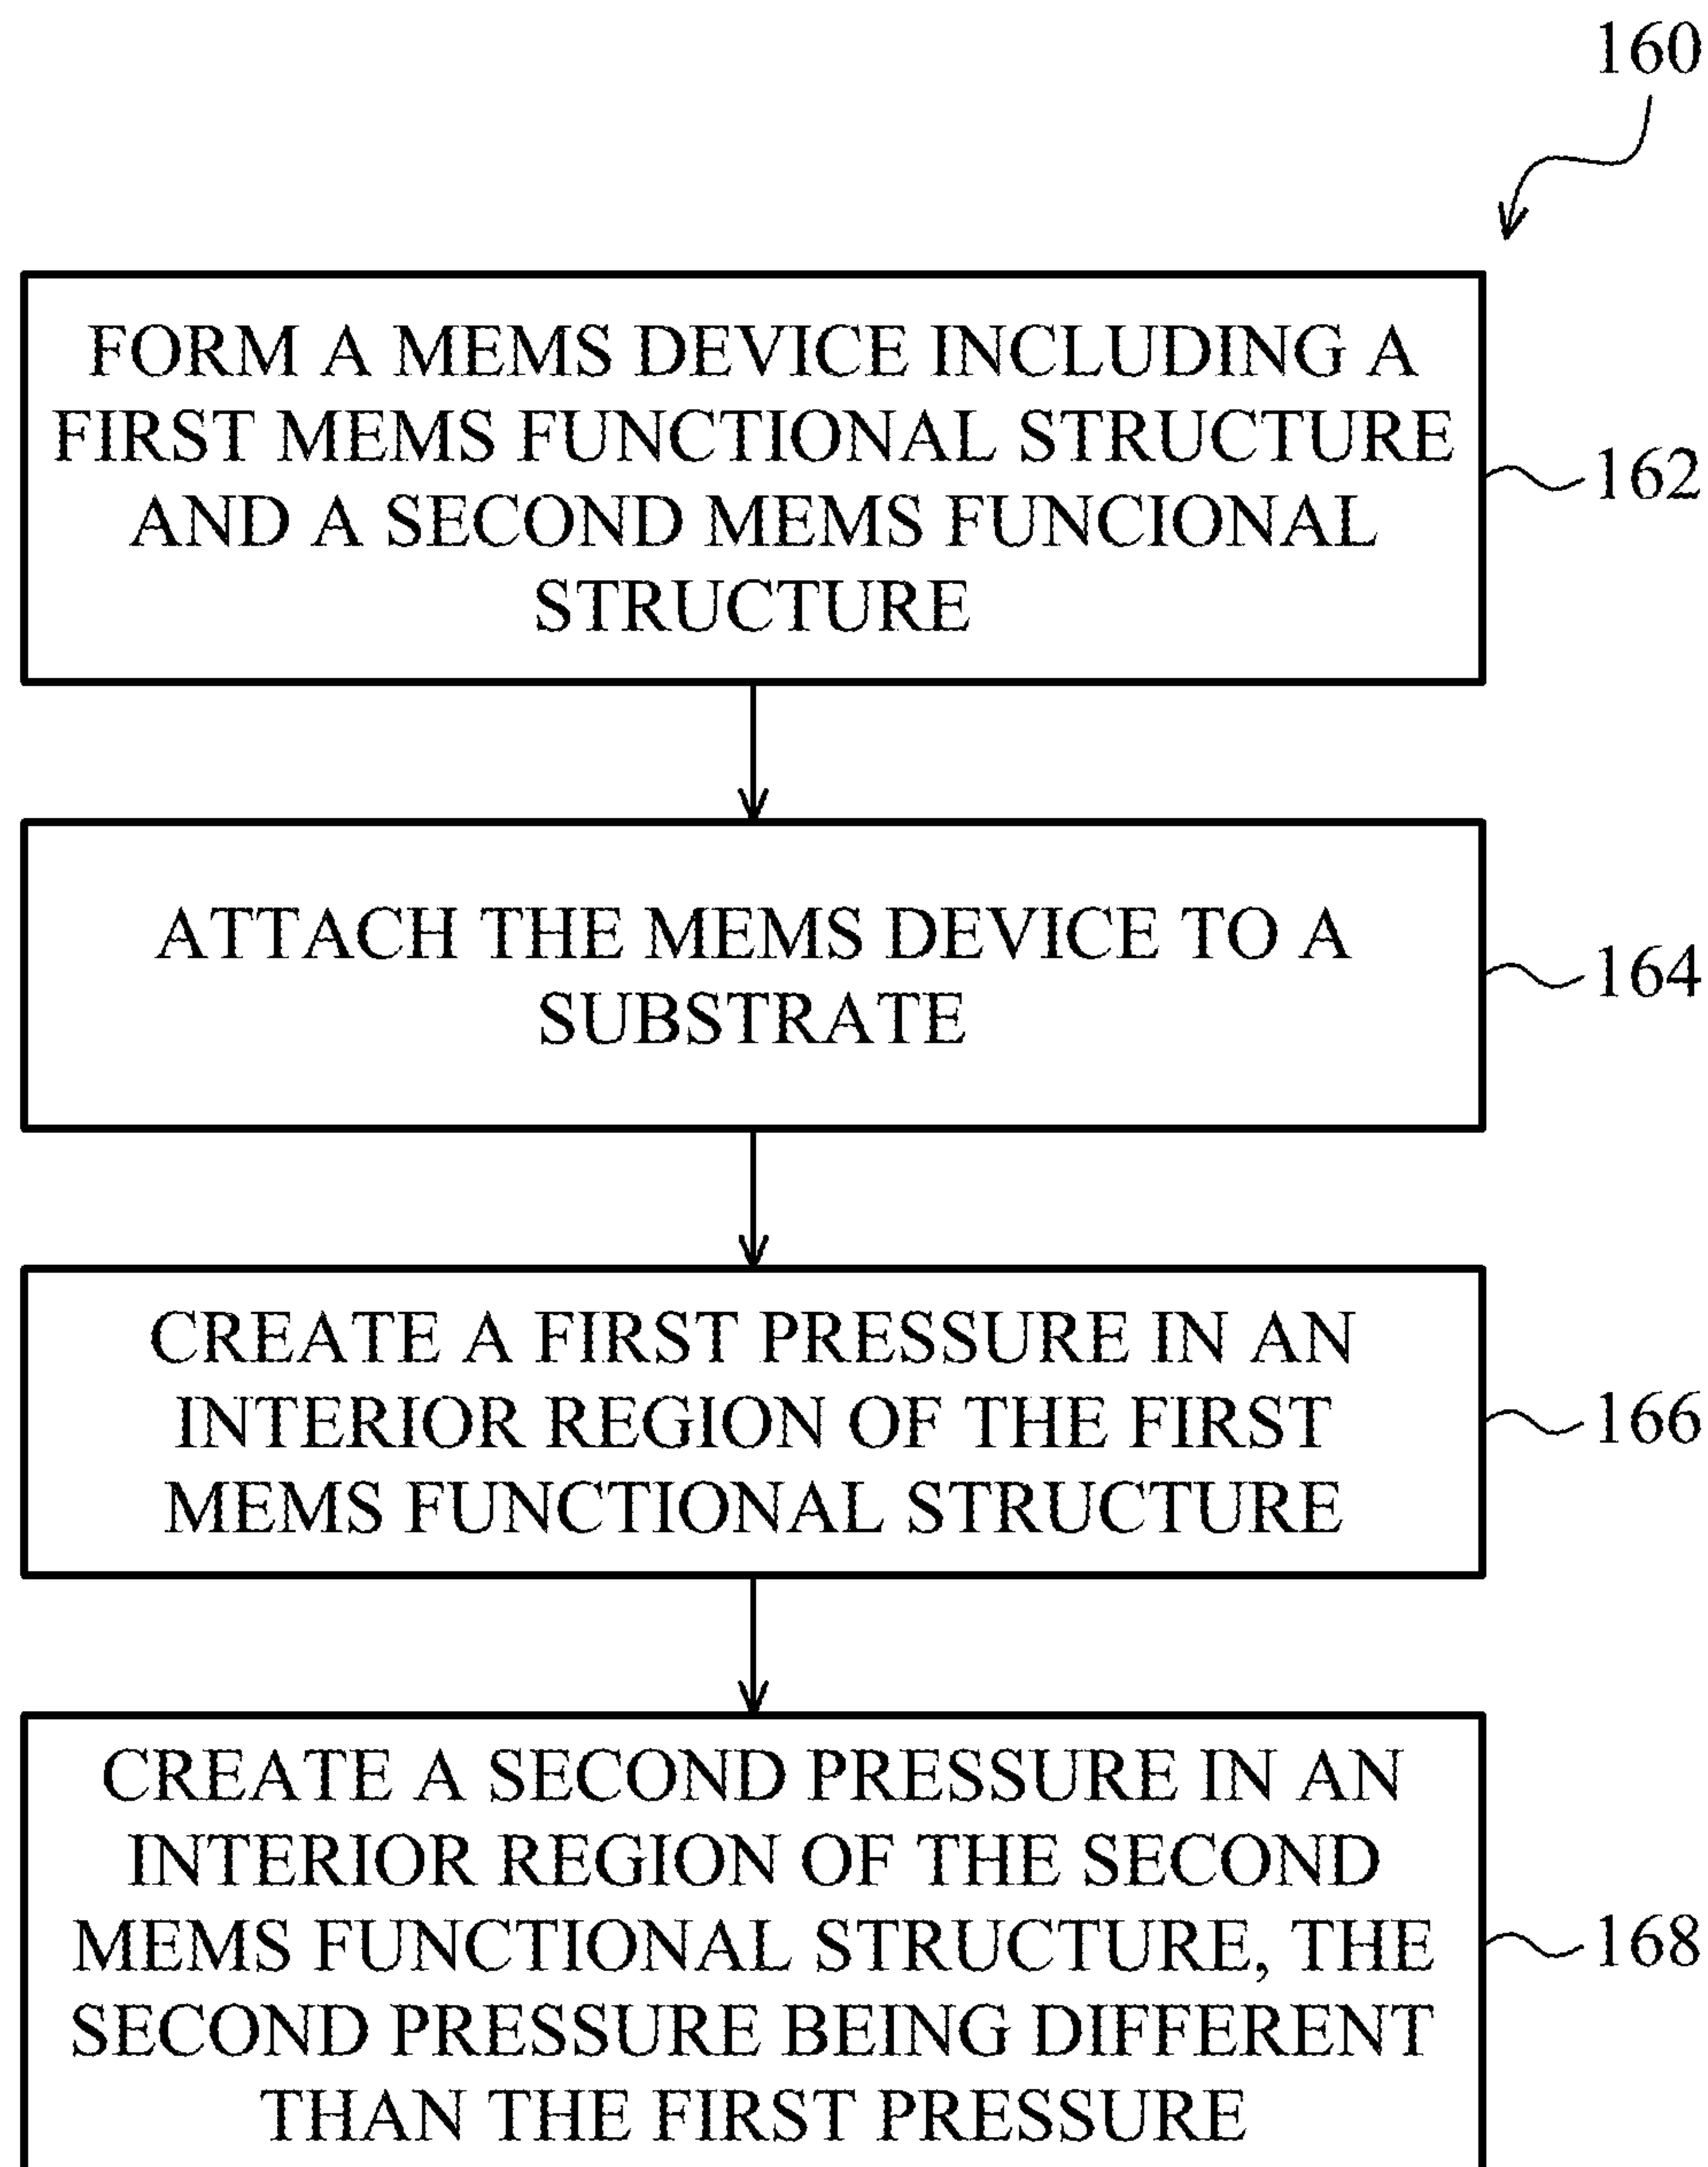 160
FORM A MEMS DEVICE INCLUDING A
FIRST MEMS FUNCTIONAL STRUCTURE
AND A SECOND MEMS FUNCIONAL
STRUCTURE
162
ATTACH THE MEMS DEVICE TO A
SUBSTRATE
164
CREATE A FIRST PRESSURE IN AN
INTERIOR REGION OF THE FIRST
MEMS FUNCTIONAL STRUCTURE
166
CREATE A SECOND PRESSURE IN AN
INTERIOR REGION OF THE SECOND
MEMS FUNCTIONAL STRUCTURE, THE
SECOND PRESSURE BEING DIFFERENT
THAN THE FIRST PRESSURE
168